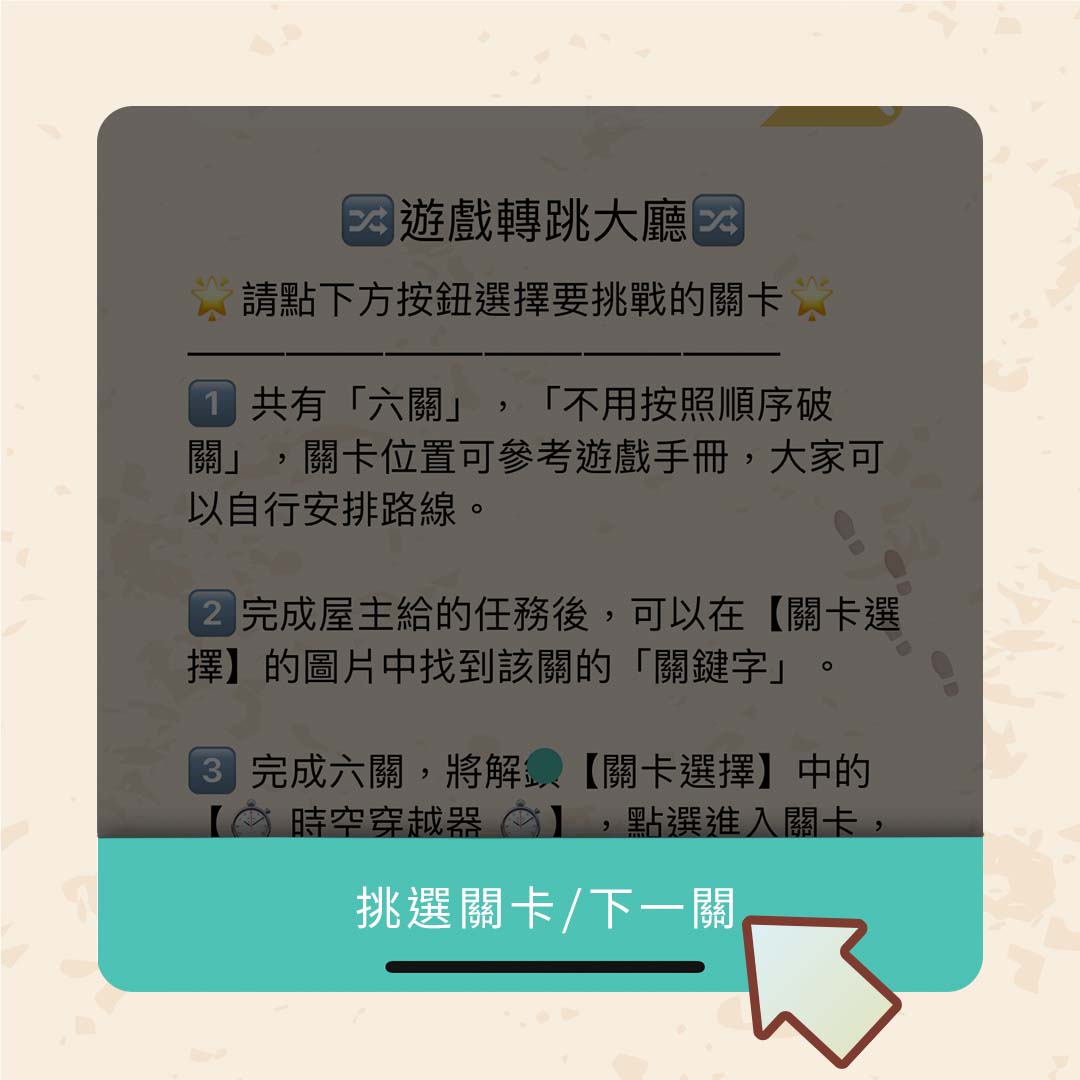 🔀遊戲轉跳大廳🔀
🌟請點下方按鈕選擇要挑戰的關卡🌟
——————————————————
1️⃣ 共有「六關」，「不用按照順序破
關」，關卡位置可參考遊戲手冊，大家可
以自行安排路線。
2️⃣完成屋主給的任務後，可以在【關卡選
擇】的圖片中找到該關的「關鍵字」。
3️⃣ 完成六關，將解鎖【關卡選擇】中的
【⏱ 時空穿越器 ⏱】，點選進入關卡，
挑選關卡/下一關